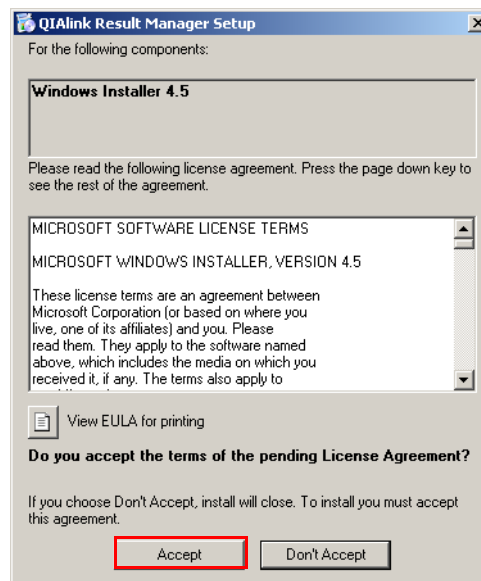 QIAlink Result Manager Setup
For the following components:
Windows Installer 4.5
Please read the following license agreement. Press the page down key to
see the rest of the agreement.
MICROSOFT SOFTWARE LICENSE TERMS
MICROSOFT WINDOWS INSTALLER, VERSION 4.5
These license terms are an agreement between
Microsoft Corporation (or based on where you
live, one of its affiliates) and you. Please
read them. They apply to the software named
above, which includes the media on which you
received it, if any. The terms also apply to
View EULA for printing
Do you accept the terms of the pending License Agreement?
If you choose Don't Accept, install will close. To install you must accept
this agreement.
Accept
Don't Accept